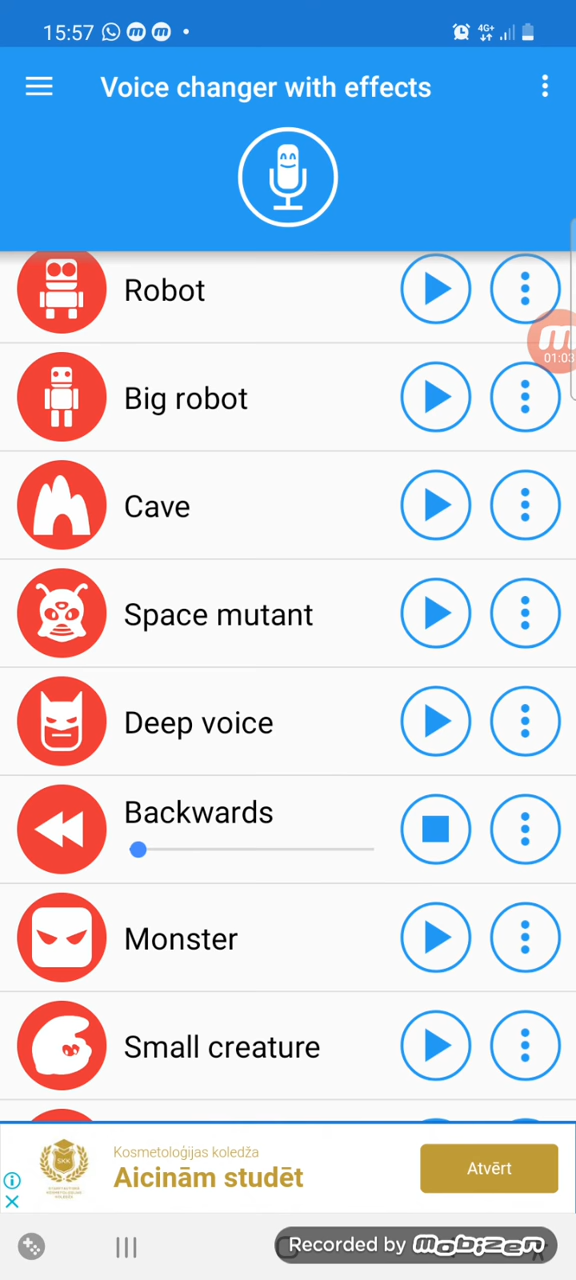 15:57
4G+
Voice changer with effects
Robot
01:03
Big robot
Cave
Space mutant
Deep voice
Backwards
Monster
Small creature
SKK
Kosmetoloģijas koledža
Aicinām studēt
Atvērt
Recorded by mobizen